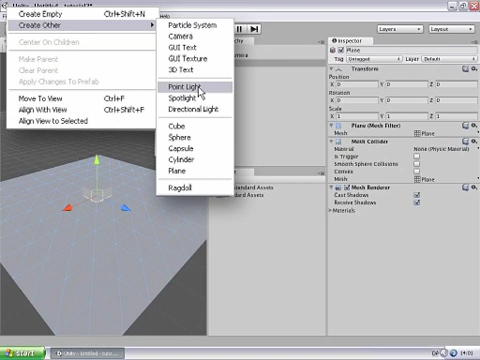 Create Empty Ctrl+Shift+N
Create Other
Center On Children
Make Parent
Clear Parent
Apply Changes To Prefab
Move To View Ctrl+F
Align With View Ctrl+Shift+F
Align View to Selected
Particle System
Camera
GUI Text
GUI Texture
3D Text
Point Light
Spotlight
Directional Light
Cube
Sphere
Capsule
Cylinder
Plane
Ragdoll
Layers
Layout
Inspector
Plane
Tag Untagged Layer Default
Transform
Position
X 0 Y 0 Z 0
Rotation
X 0 Y 0 Z 0
Scale
X 1 Y 1 Z 1
Plane (Mesh Filter)
Mesh Plane
Mesh Collider
Material None (Physic Material)
Is Trigger
Smooth Sphere Collisions
Convex
Mesh Plane
Mesh Renderer
Cast Shadows
Receive Shadows
Materials
Standard Assets
start